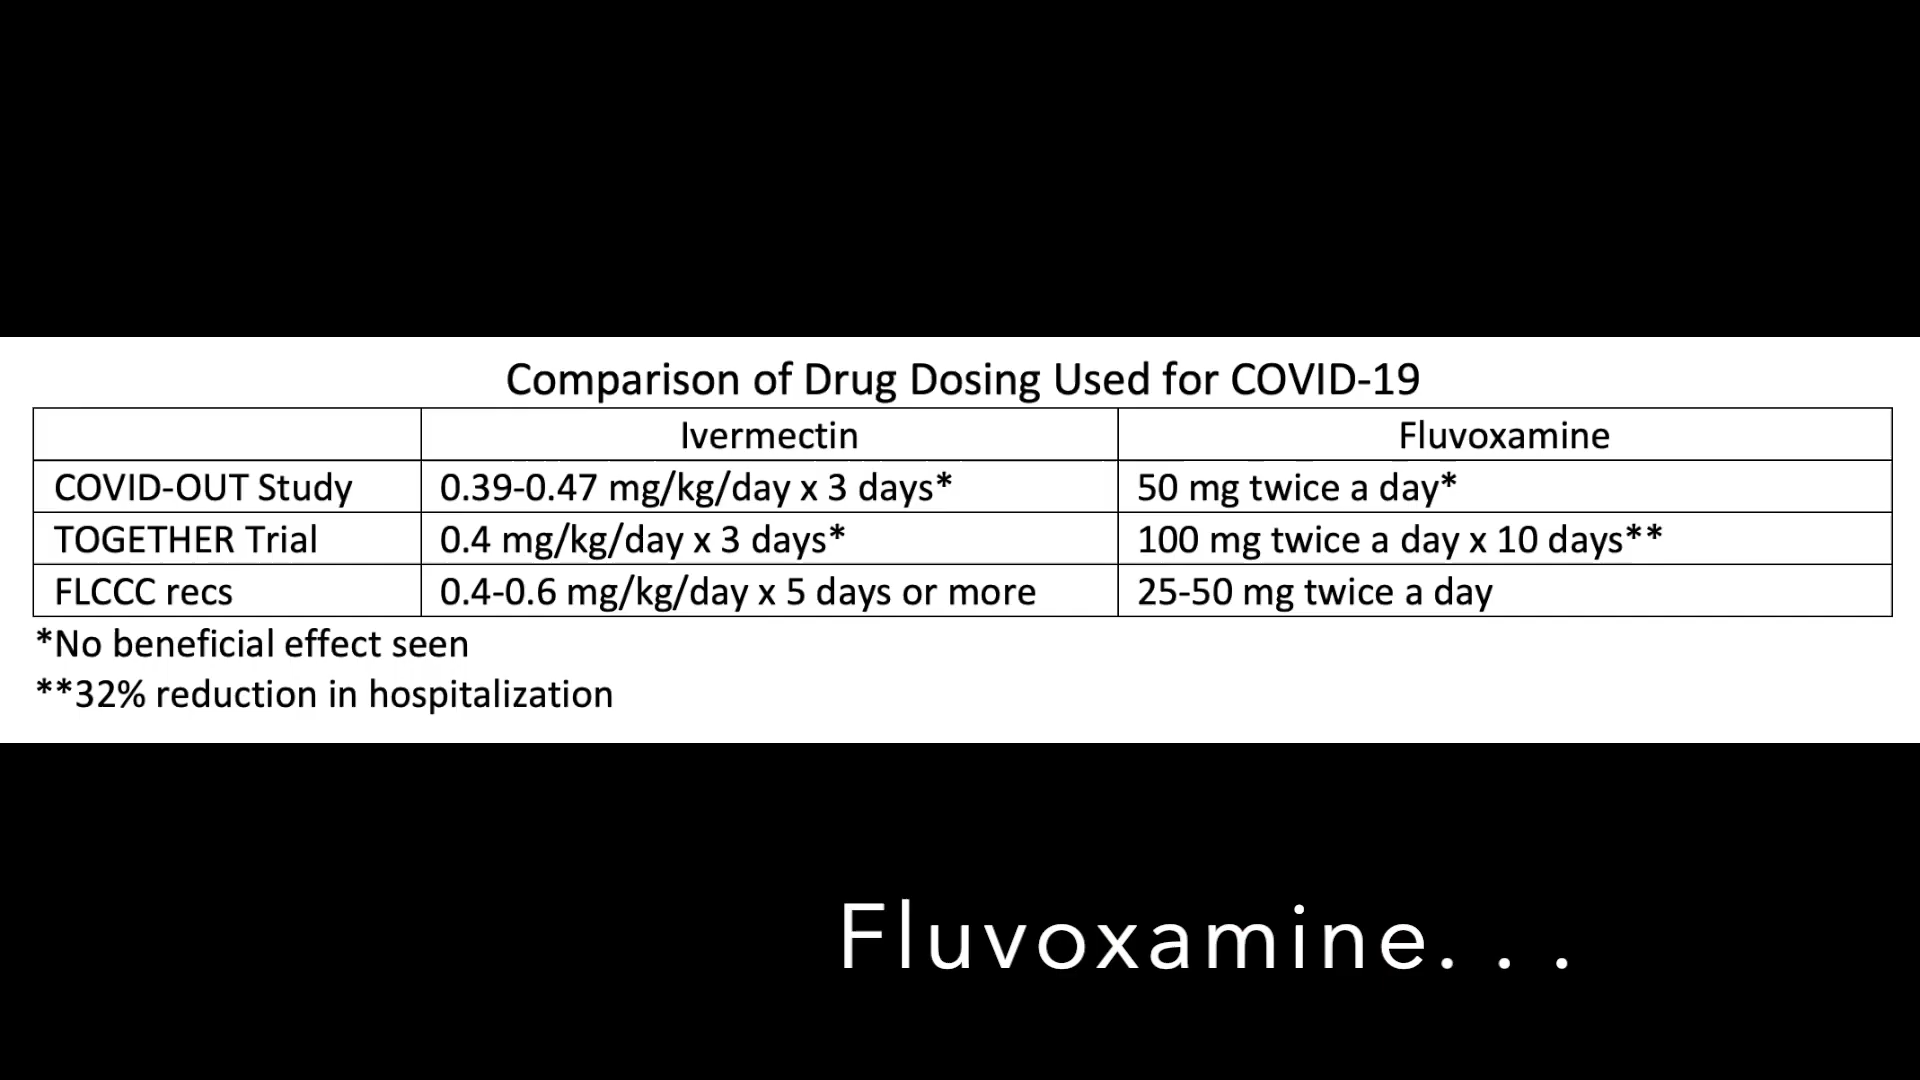 Comparison of Drug Dosing Used for COVID-19
Ivermectin Fluvoxamine
COVID-OUT Study 0.39-0.47 mg/kg/day x 3 days* 50 mg twice a day*
TOGETHER Trial 0.4 mg/kg/day x 3 days* 100 mg twice a day x 10 days**
FLCCC recs 0.4-0.6 mg/kg/day x 5 days or more 25-50 mg twice a day
*No beneficial effect seen
**32% reduction in hospitalization
Fluvoxamine. . .